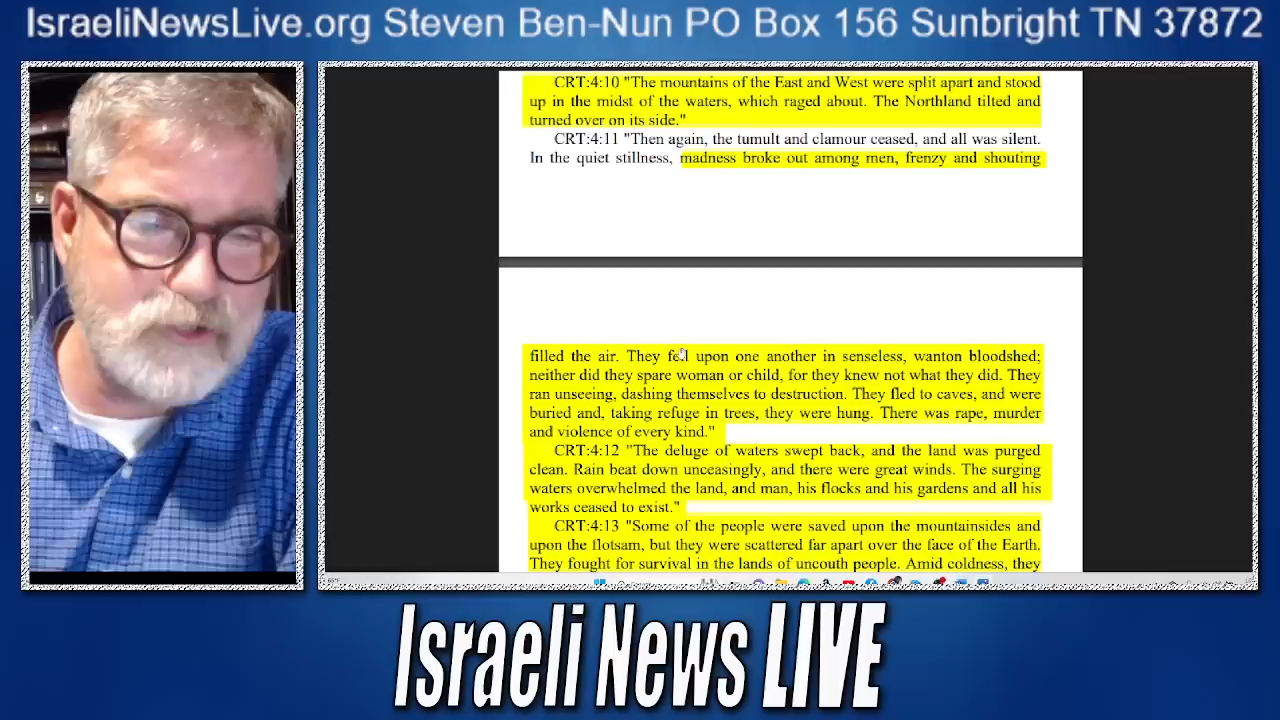 IsraeliNewsLive.org Steven Ben-Nun PO Box 156 Sunbright TN 37872
CRT:4:10 "The mountains of the East and West were split apart and stood
up in the midst of the waters, which raged about. The Northland tilted and
turned over on its side."
CRT:4:11 "Then again, the tumult and clamour ceased, and all was silent.
In the quiet stillness, madness broke out among men, frenzy and shouting
filled the air. They fell upon one another in senseless, wanton bloodshed;
neither did they spare woman or child, for they knew not what they did. They
ran unseeing, dashing themselves to destruction. They fled to caves, and were
buried and, taking refuge in trees, they were hung. There was rape, murder
and violence of every kind."
CRT:4:12 "The deluge of waters swept back, and the land was purged
clean. Rain beat down unceasingly, and there were great winds. The surging
waters overwhelmed the land, and man, his flocks and his gardens and all his
works ceased to exist."
CRT:4:13 "Some of the people were saved upon the mountainsides and
upon the flotsam, but they were scattered far apart over the face of the Earth.
They fought for survival in the lands of uncouth people. Amid coldness, they
Israeli News LIVE